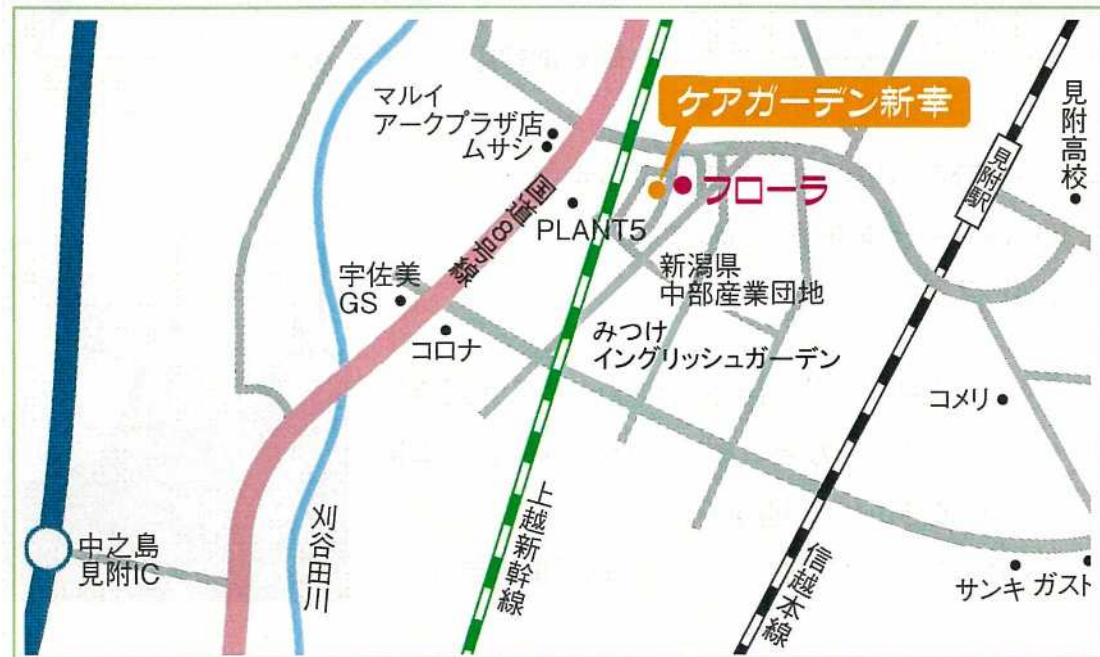 ケアガーデン新幸
マルイ
アークプラザ店
ムサシ
見附高校
見附駅
フローラ
国道8号線
PLANT5
新潟県
中部産業団地
宇佐美
GS
コロナ
みつけ
イングリッシュガーデン
コメリ
上越新幹線
刈谷田川
中之島
見附IC
信越本線
サンキ
ガスト